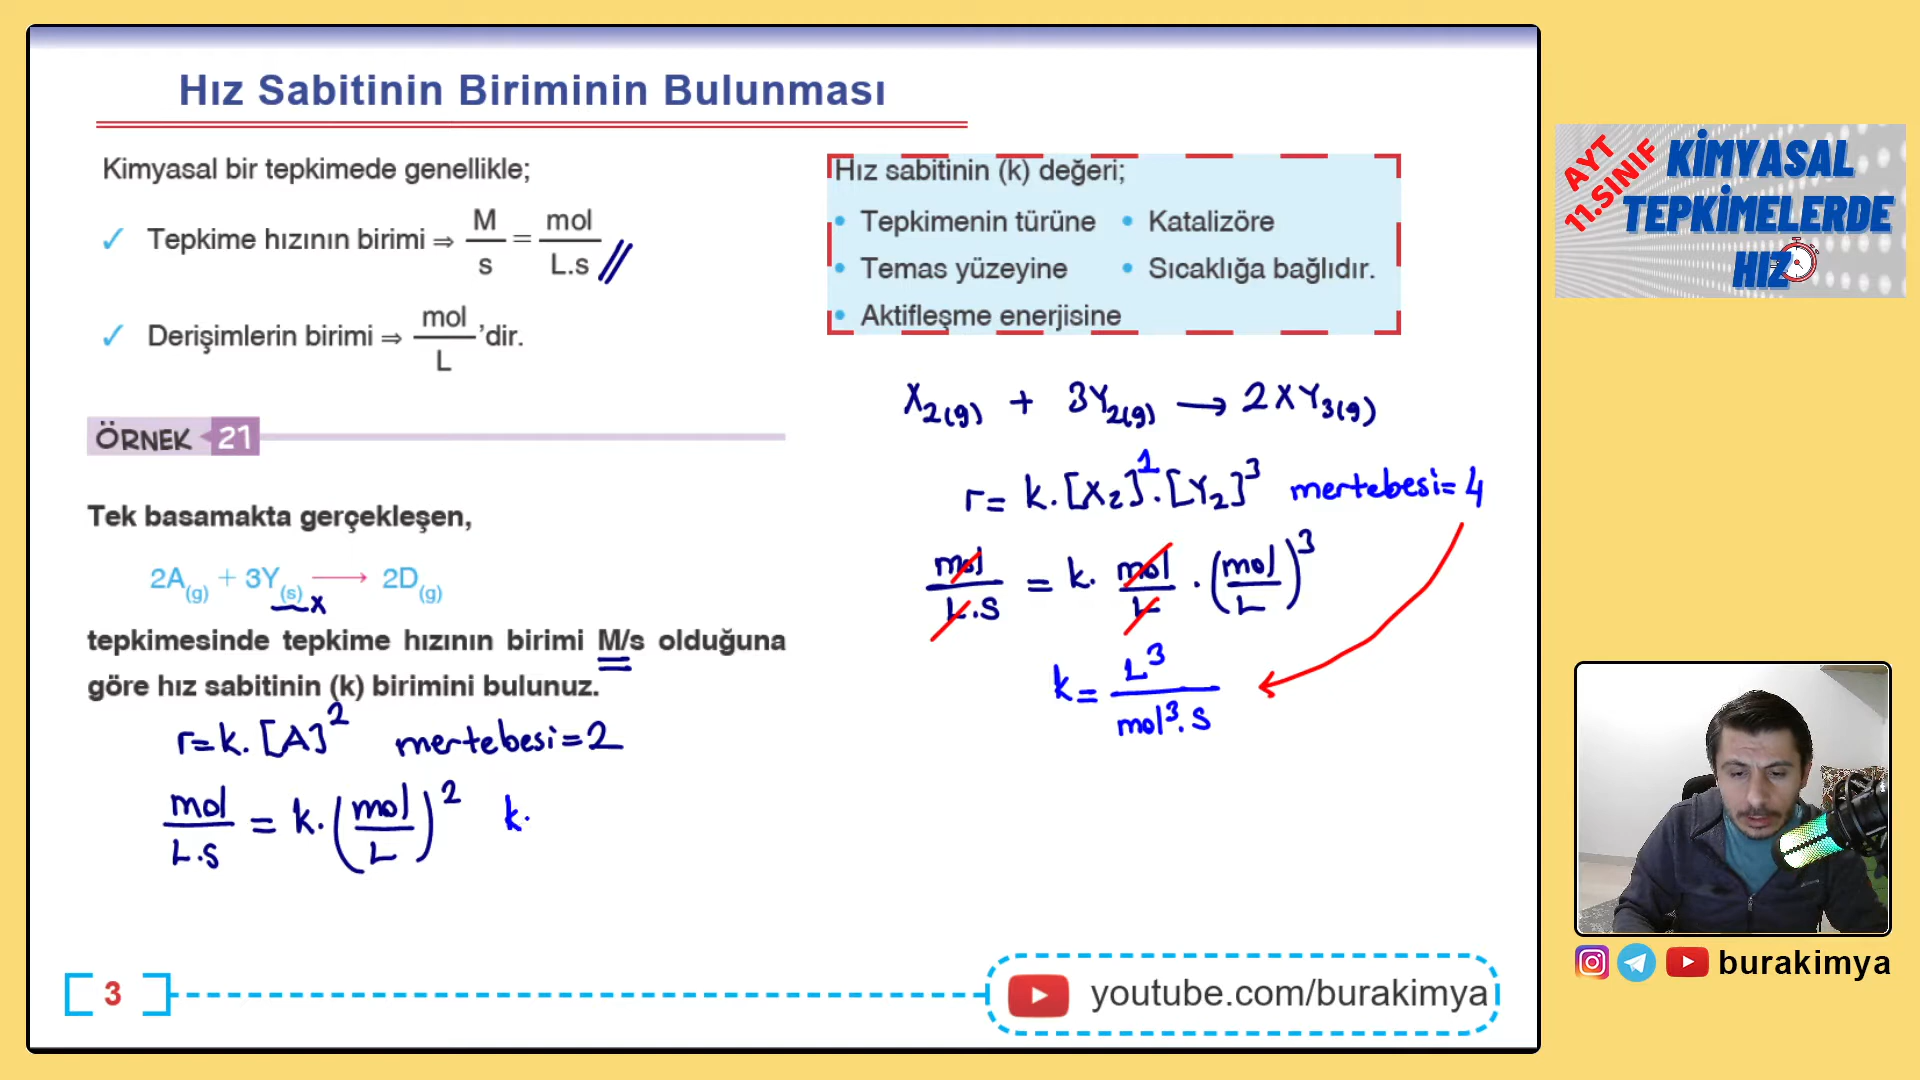 Hız Sabitinin Biriminin Bulunması
Kimyasal bir tepkimede genellikle;
✓ Tepkime hızının birimi ⇒ M/s = mol/L.s //
✓ Derişimlerin birimi ⇒ mol/L 'dir.
ÖRNEK 21
Tek basamakta gerçekleşen,
2A(g) + 3Y(s) ⟶ 2D(g)
x
tepkimesinde tepkime hızının birimi M/s olduğuna
göre hız sabitinin (k) birimini bulunuz.
r= k. [A]² mertebesi=2
mol/L.s = k. (mol/L)² k.
Hız sabitinin (k) değeri;
• Tepkimenin türüne • Katalizöre
• Temas yüzeyine • Sıcaklığa bağlıdır.
• Aktifleşme enerjisine
X2(g) + 3Y2(g) ⟶ 2XY3(g)
r= k.[X₂]¹.[Y₂]³ mertebesi=4
mol/L.s = k. mol/L . (mol/L)³
k= L³/mol³.s
3
youtube.com/burakimya
AYT
11.SINIF
KİMYASAL
TEPKİMELERDE
HIZ
burakimya